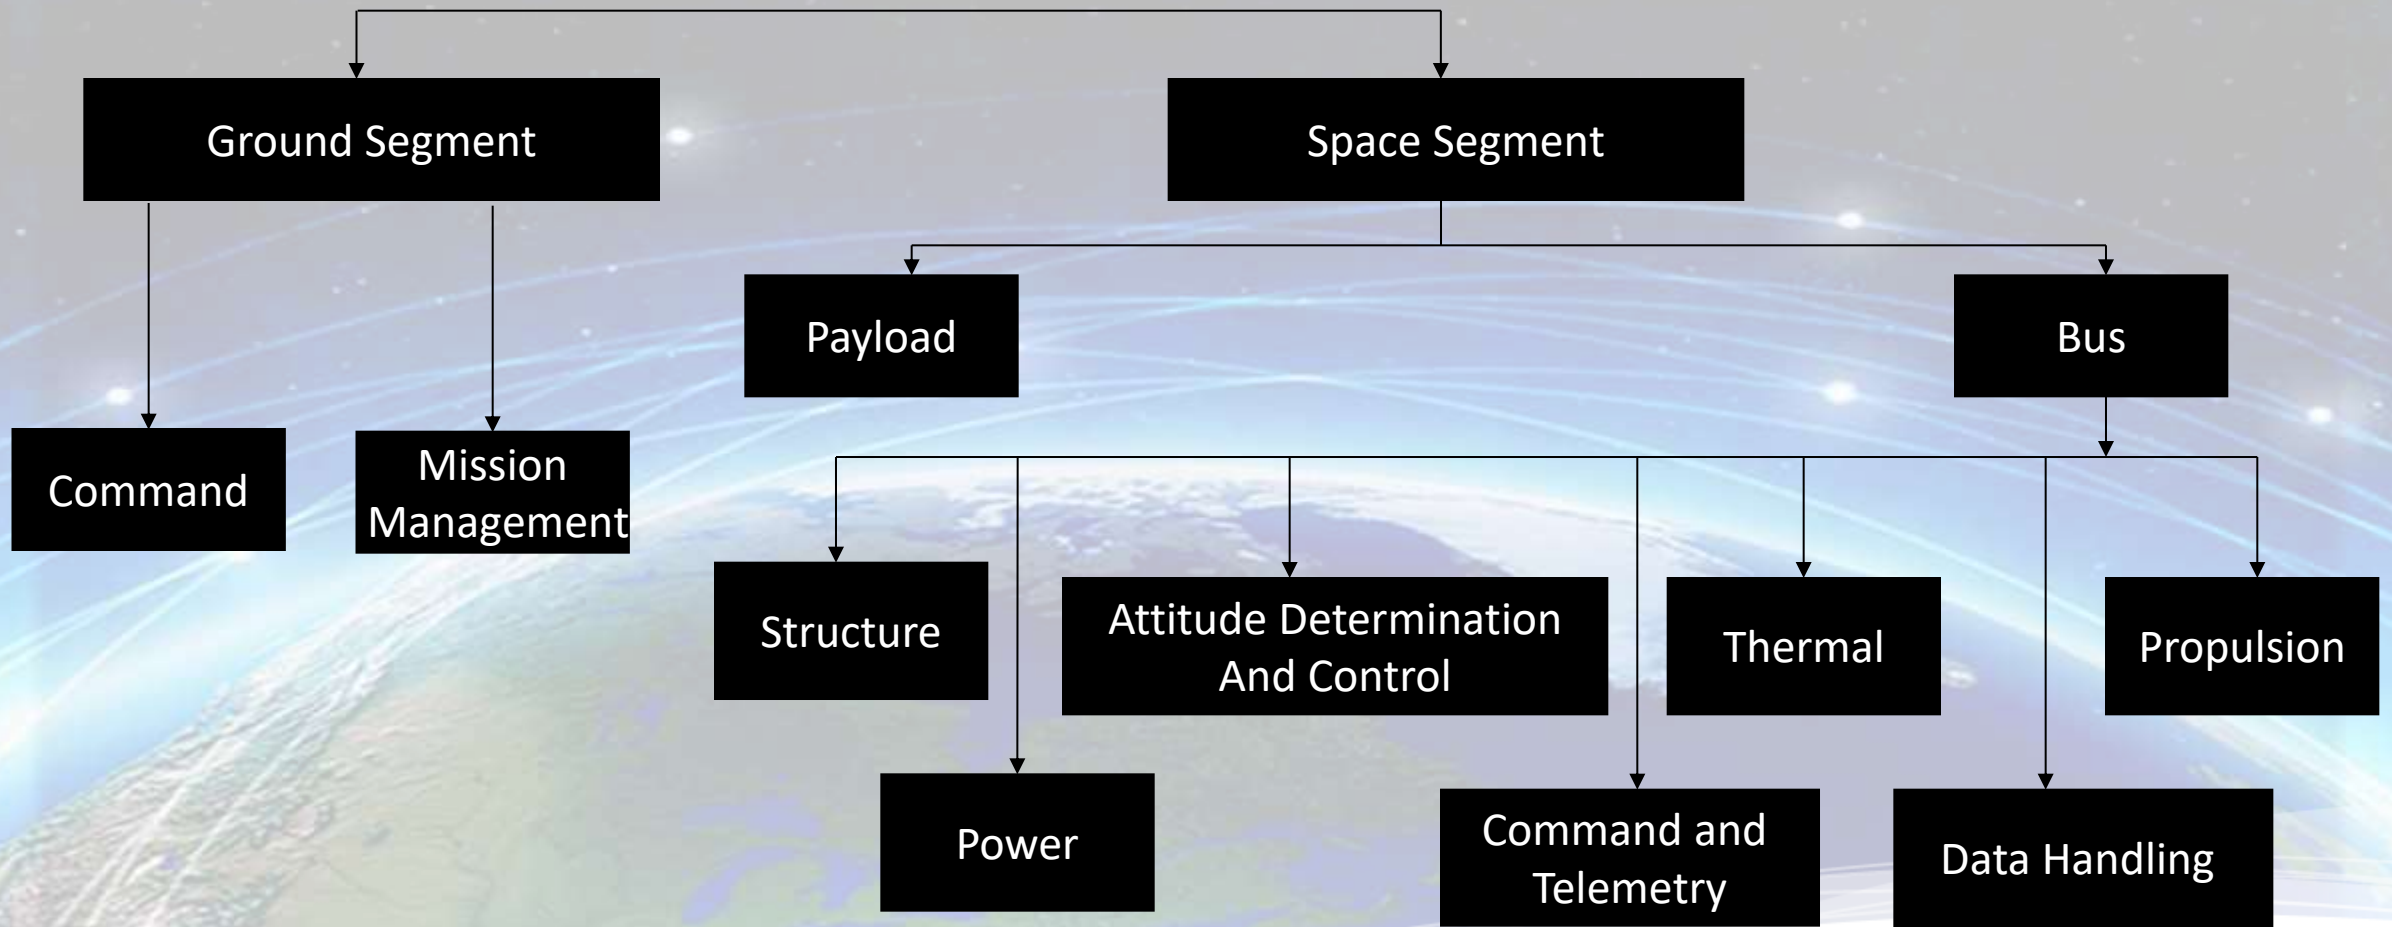 Ground Segment
Space Segment
Payload
Bus
Command
Mission
Management
Structure
Attitude Determination
And Control
Thermal
Propulsion
Power
Command and
Telemetry
Data Handling